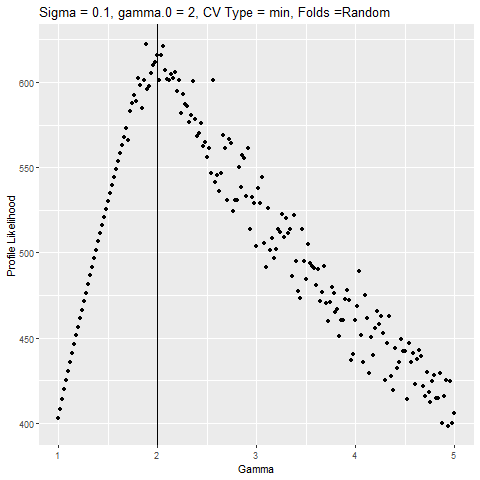 Sigma = 0.1, gamma.0 = 2, CV Type = min, Folds =Random
Profile Likelihood
600
550
500
450
400
1 2 3 4 5
Gamma